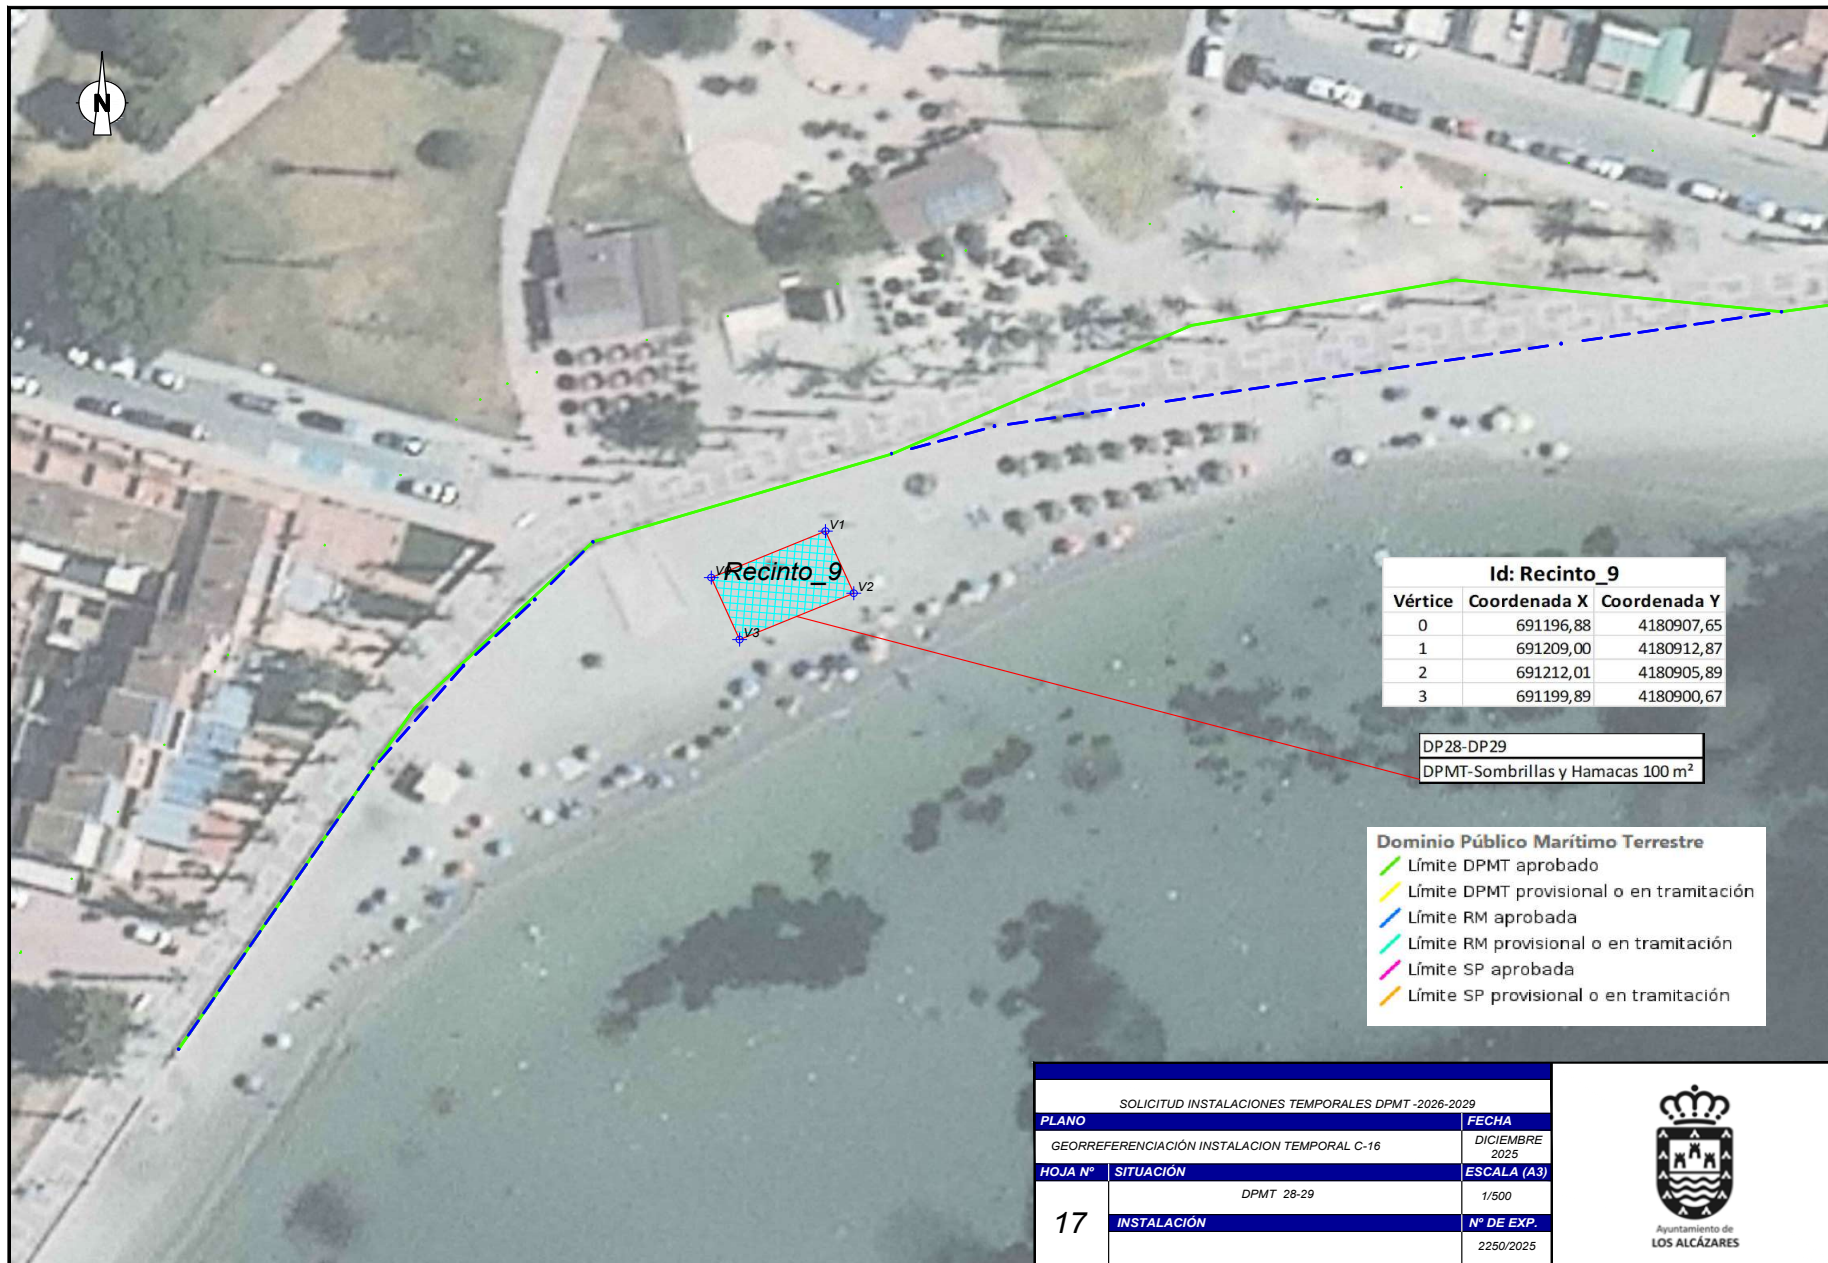 N
V1
V4
Recinto_9
V2
V3
Id: Recinto_9
Vértice Coordenada X Coordenada Y
0 691196,88 4180907,65
1 691209,00 4180912,87
2 691212,01 4180905,89
3 691199,89 4180900,67
DP28-DP29
DPMT-Sombrillas y Hamacas 100 m²
Dominio Público Marítimo Terrestre
Límite DPMT aprobado
Límite DPMT provisional o en tramitación
Límite RM aprobada
Límite RM provisional o en tramitación
Límite SP aprobada
Límite SP provisional o en tramitación
SOLICITUD INSTALACIONES TEMPORALES DPMT -2026-2029
PLANO FECHA
GEORREFERENCIACIÓN INSTALACION TEMPORAL C-16
DICIEMBRE
2025
HOJA Nº SITUACIÓN ESCALA (A3)
DPMT 28-29 1/500
17
INSTALACIÓN Nº DE EXP.
2250/2025
Ayuntamiento de
LOS ALCÁZARES